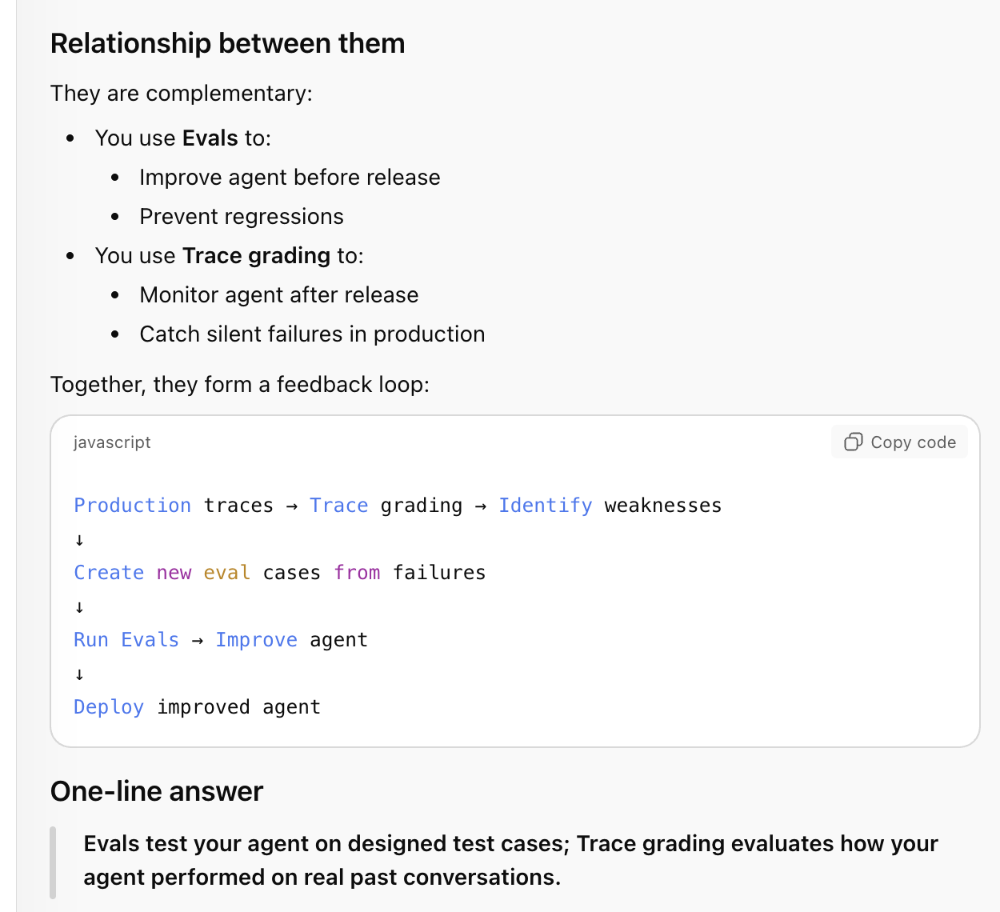 Relationship between them
They are complementary:
• You use Evals to:
• Improve agent before release
• Prevent regressions
• You use Trace grading to:
• Monitor agent after release
• Catch silent failures in production
Together, they form a feedback loop:
javascript
Copy code
Production traces → Trace grading → Identify weaknesses
↓
Create new eval cases from failures
↓
Run Evals → Improve agent
↓
Deploy improved agent
One-line answer
Evals test your agent on designed test cases; Trace grading evaluates how your
agent performed on real past conversations.